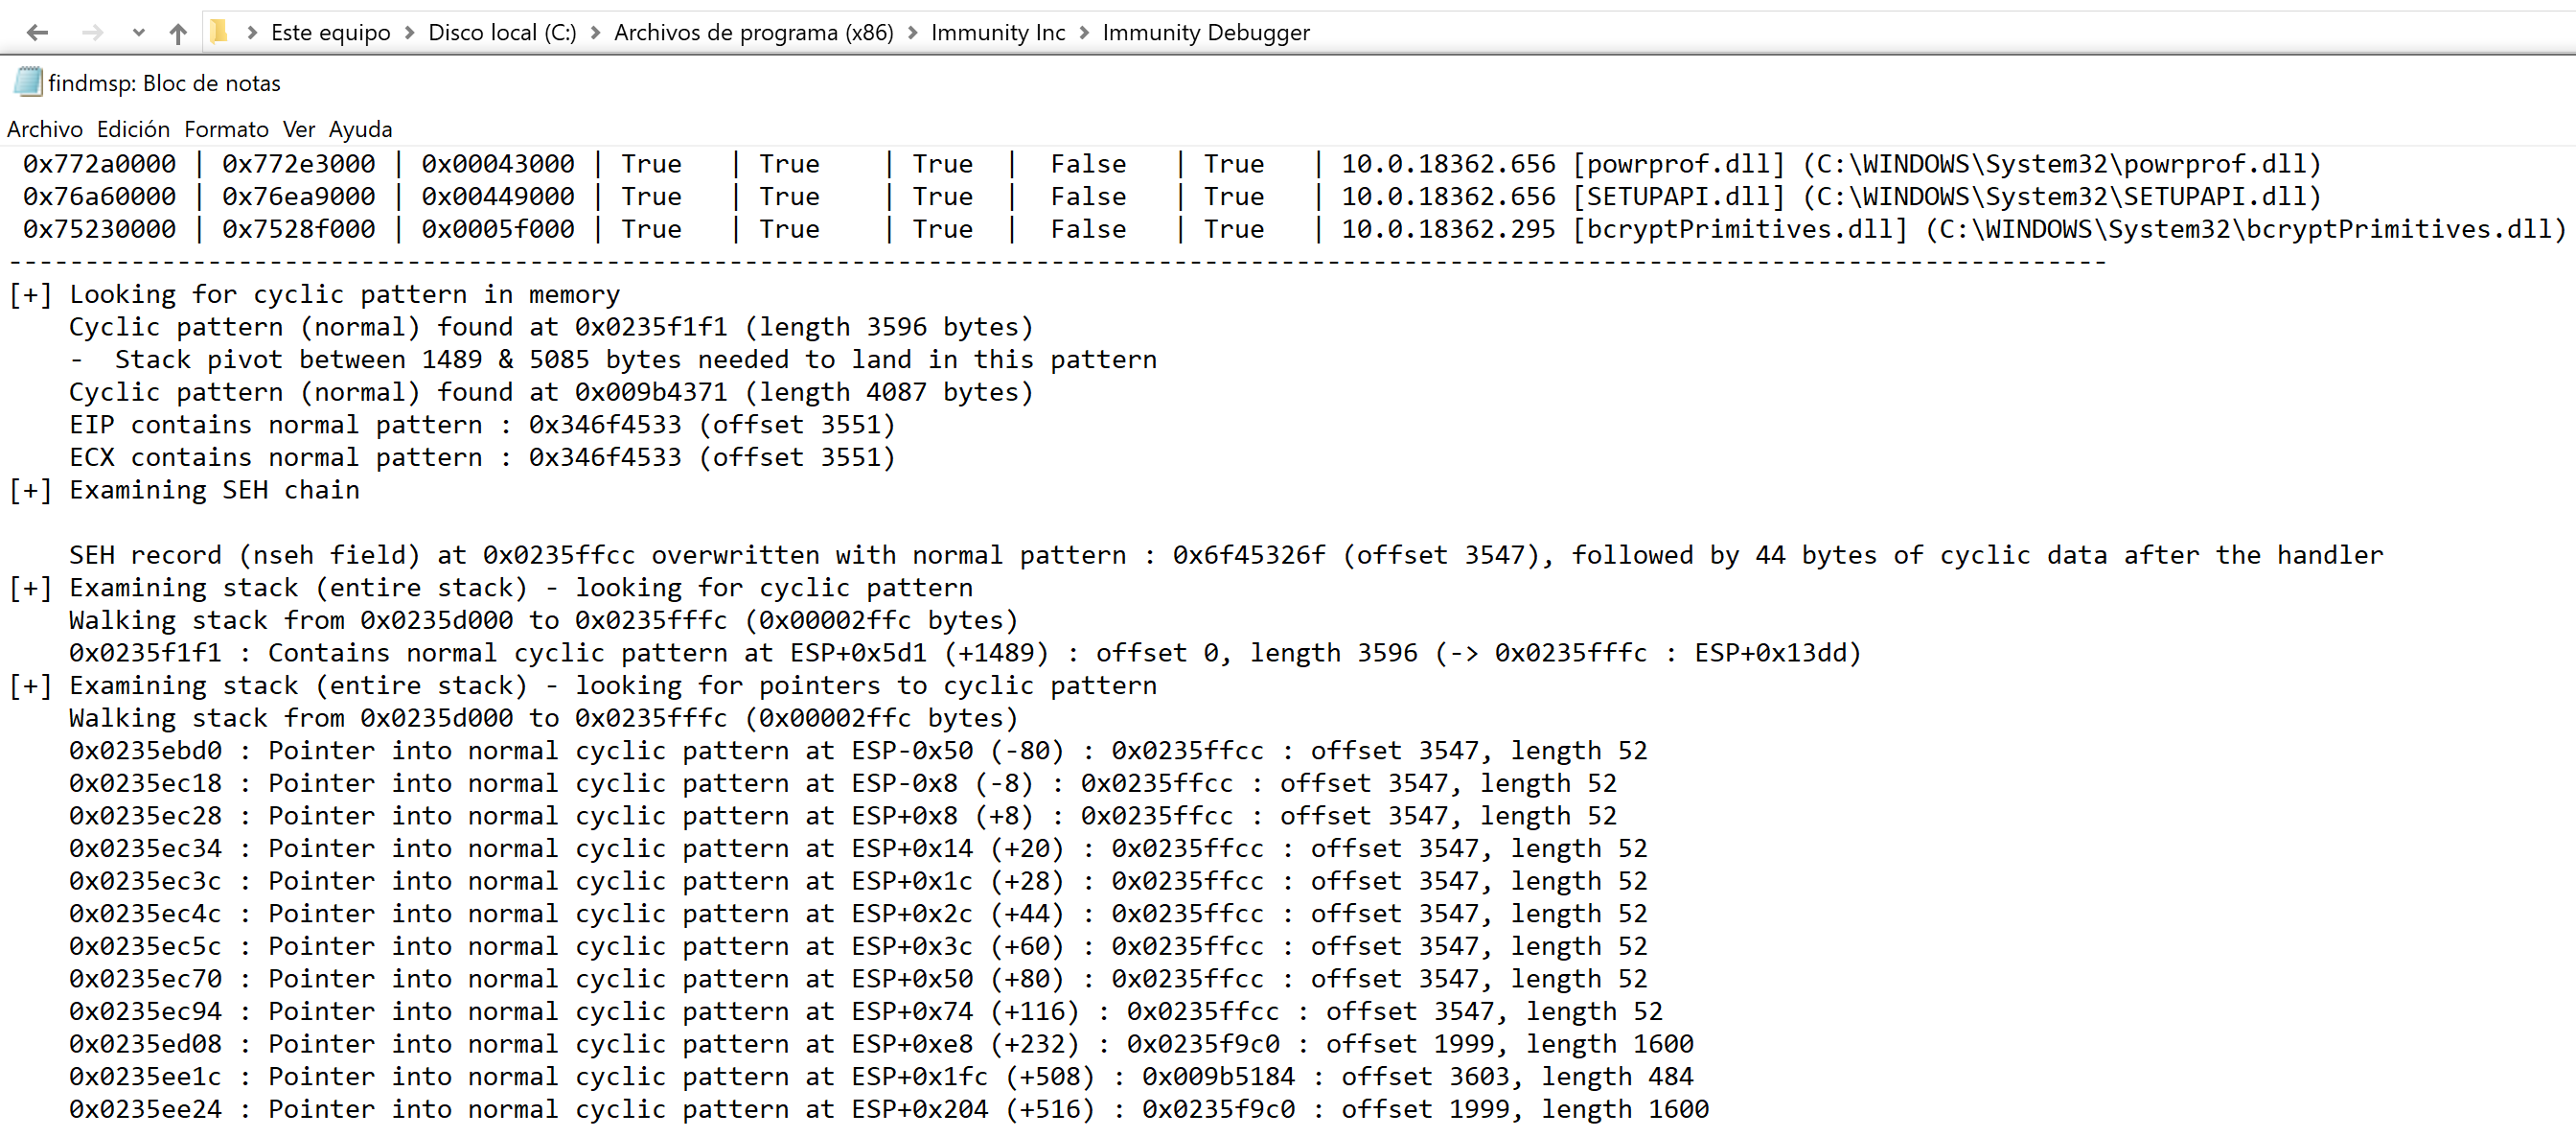 Este equipo > Disco local (C:) > Archivos de programa (x86) > Immunity Inc > Immunity Debugger
findmsp: Bloc de notas
Archivo Edición Formato Ver Ayuda
0x772a0000 | 0x772e3000 | 0x00043000 | True | True | True | False | True | 10.0.18362.656 [powrprof.dll] (C:\WINDOWS\System32\powrprof.dll)
0x76a60000 | 0x76ea9000 | 0x00449000 | True | True | True | False | True | 10.0.18362.656 [SETUPAPI.dll] (C:\WINDOWS\System32\SETUPAPI.dll)
0x75230000 | 0x7528f000 | 0x0005f000 | True | True | True | False | True | 10.0.18362.295 [bcryptPrimitives.dll] (C:\WINDOWS\System32\bcryptPrimitives.dll)
-----------------------------------------------------------------------------------------------------------------------------------------
[+] Looking for cyclic pattern in memory
Cyclic pattern (normal) found at 0x0235f1f1 (length 3596 bytes)
- Stack pivot between 1489 & 5085 bytes needed to land in this pattern
Cyclic pattern (normal) found at 0x009b4371 (length 4087 bytes)
EIP contains normal pattern : 0x346f4533 (offset 3551)
ECX contains normal pattern : 0x346f4533 (offset 3551)
[+] Examining SEH chain
SEH record (nseh field) at 0x0235ffcc overwritten with normal pattern : 0x6f45326f (offset 3547), followed by 44 bytes of cyclic data after the handler
[+] Examining stack (entire stack) - looking for cyclic pattern
Walking stack from 0x0235d000 to 0x0235fffc (0x00002ffc bytes)
0x0235f1f1 : Contains normal cyclic pattern at ESP+0x5d1 (+1489) : offset 0, length 3596 (-> 0x0235fffc : ESP+0x13dd)
[+] Examining stack (entire stack) - looking for pointers to cyclic pattern
Walking stack from 0x0235d000 to 0x0235fffc (0x00002ffc bytes)
0x0235ebd0 : Pointer into normal cyclic pattern at ESP-0x50 (-80) : 0x0235ffcc : offset 3547, length 52
0x0235ec18 : Pointer into normal cyclic pattern at ESP-0x8 (-8) : 0x0235ffcc : offset 3547, length 52
0x0235ec28 : Pointer into normal cyclic pattern at ESP+0x8 (+8) : 0x0235ffcc : offset 3547, length 52
0x0235ec34 : Pointer into normal cyclic pattern at ESP+0x14 (+20) : 0x0235ffcc : offset 3547, length 52
0x0235ec3c : Pointer into normal cyclic pattern at ESP+0x1c (+28) : 0x0235ffcc : offset 3547, length 52
0x0235ec4c : Pointer into normal cyclic pattern at ESP+0x2c (+44) : 0x0235ffcc : offset 3547, length 52
0x0235ec5c : Pointer into normal cyclic pattern at ESP+0x3c (+60) : 0x0235ffcc : offset 3547, length 52
0x0235ec70 : Pointer into normal cyclic pattern at ESP+0x50 (+80) : 0x0235ffcc : offset 3547, length 52
0x0235ec94 : Pointer into normal cyclic pattern at ESP+0x74 (+116) : 0x0235ffcc : offset 3547, length 52
0x0235ed08 : Pointer into normal cyclic pattern at ESP+0xe8 (+232) : 0x0235f9c0 : offset 1999, length 1600
0x0235ee1c : Pointer into normal cyclic pattern at ESP+0x1fc (+508) : 0x009b5184 : offset 3603, length 484
0x0235ee24 : Pointer into normal cyclic pattern at ESP+0x204 (+516) : 0x0235f9c0 : offset 1999, length 1600